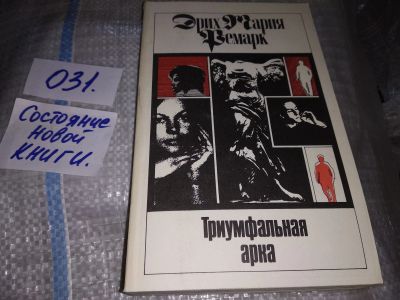 Эрих Мария
Ремарк
031.
Состояние
новой
книги.
Триумфальная
арка